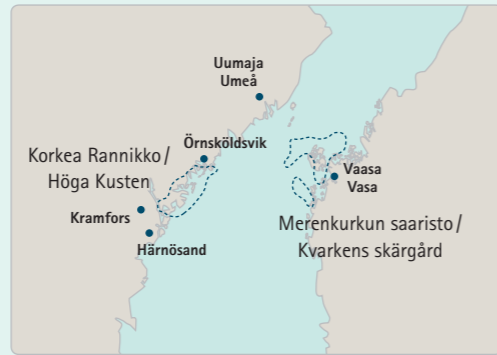 Uumaja
Umeå
Örnsköldsvik
Korkea Rannikko/
Höga Kusten
Kramfors
Härnösand
Vaasa
Vasa
Merenkurkun saaristo/
Kvarkens skärgård